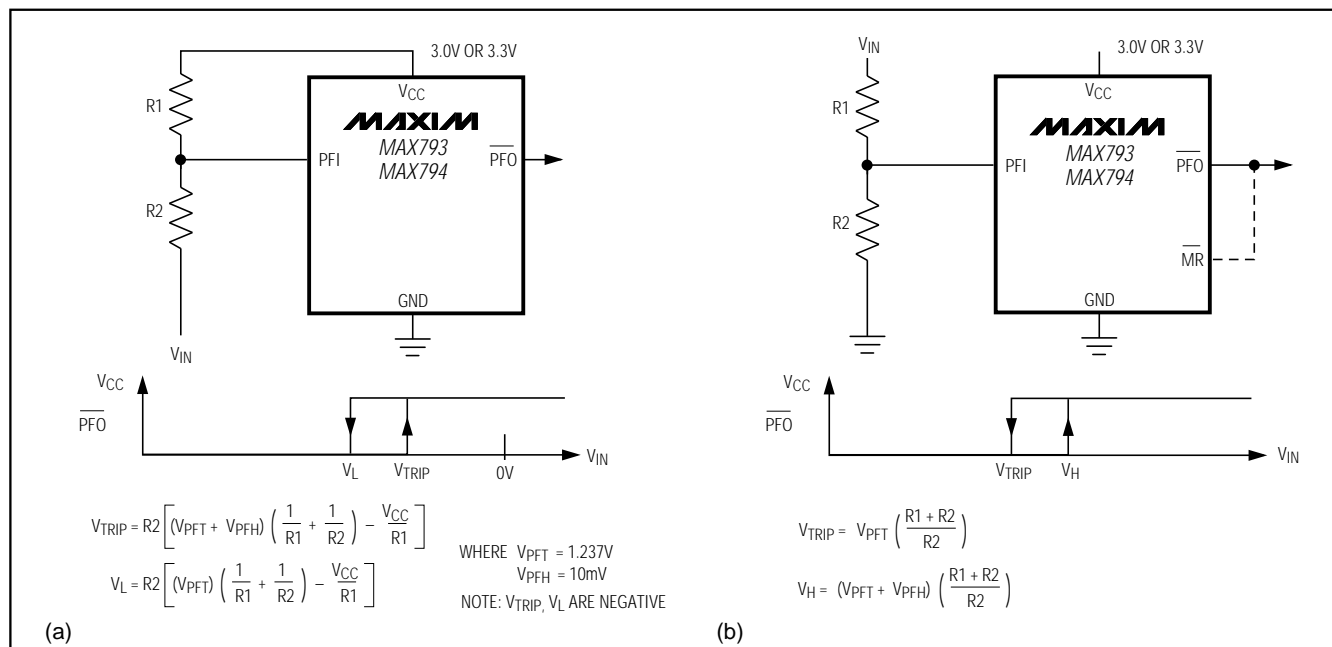 3.0V OR 3.3V
VCC
R1
MAXIM
MAX793
MAX794
PFI
PFO
R2
GND
VIN
VCC
PFO
VL
VTRIP
0V
VIN
VTRIP = R2 [(VPFT + VPFH) (1/R1 + 1/R2) – VCC/R1]
VL = R2 [(VPFT) (1/R1 + 1/R2) – VCC/R1]
WHERE VPFT = 1.237V
VPFH = 10mV
NOTE: VTRIP, VL ARE NEGATIVE
(a)
VIN
3.0V OR 3.3V
VCC
R1
MAXIM
MAX793
MAX794
PFI
PFO
R2
MR
GND
VCC
PFO
VTRIP
VH
VIN
VTRIP = VPFT (R1 + R2/R2)
VH = (VPFT + VPFH) (R1 + R2/R2)
(b)